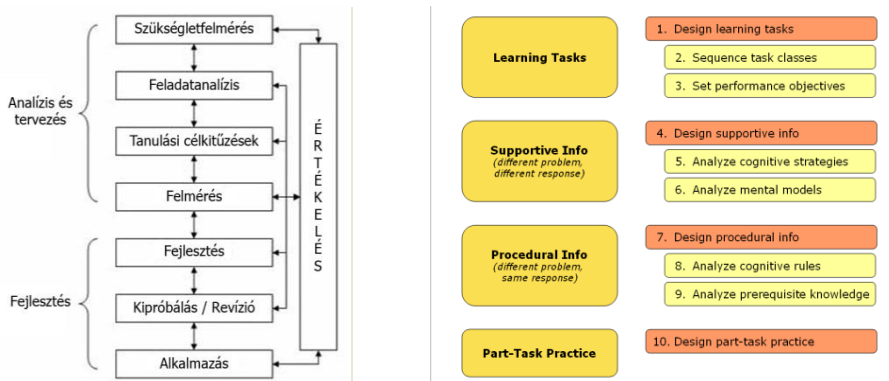 Szükségletfelmérés
Feladatanalízis
Analízis és
tervezés
Tanulási célkitűzések
Felmérés
Fejlesztés
Fejlesztés
Kipróbálás / Revízió
Alkalmazás
É
R
T
É
K
E
L
É
S
Learning Tasks
1. Design learning tasks
2. Sequence task classes
3. Set performance objectives
Supportive Info
(different problem,
different response)
4. Design supportive info
5. Analyze cognitive strategies
6. Analyze mental models
Procedural Info
(different problem,
same response)
7. Design procedural info
8. Analyze cognitive rules
9. Analyze prerequisite knowledge
Part-Task Practice
10. Design part-task practice